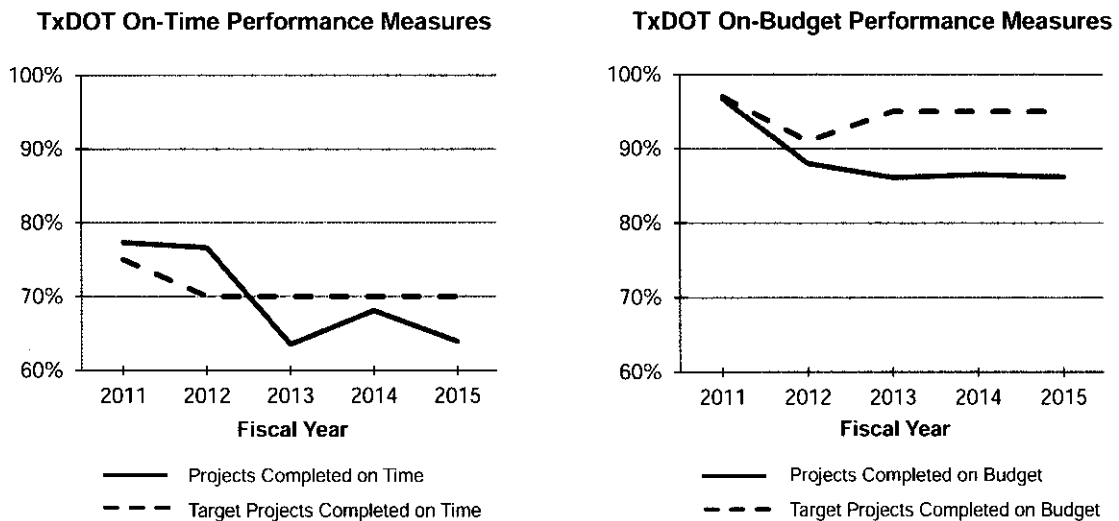 TxDOT On-Time Performance Measures
100%
90%
80%
70%
60%
2011 2012 2013 2014 2015
Fiscal Year
Projects Completed on Time
Target Projects Completed on Time
TxDOT On-Budget Performance Measures
100%
90%
80%
70%
60%
2011 2012 2013 2014 2015
Fiscal Year
Projects Completed on Budget
Target Projects Completed on Budget